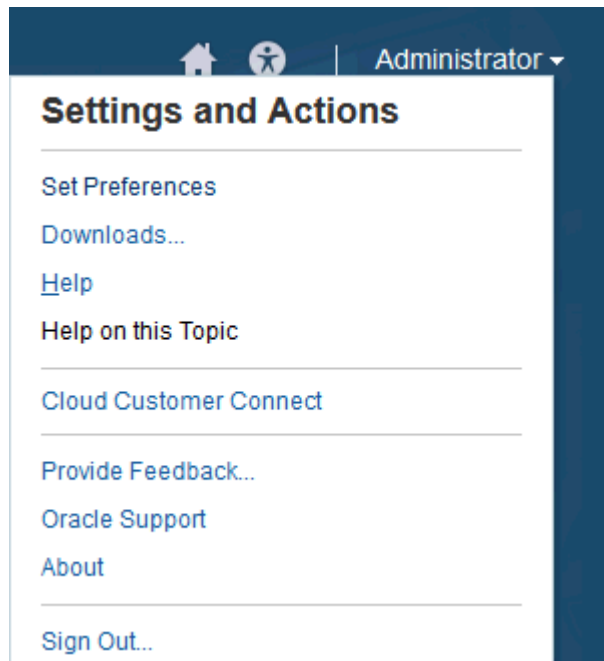 Administrator
Settings and Actions
Set Preferences
Downloads...
Help
Help on this Topic
Cloud Customer Connect
Provide Feedback...
Oracle Support
About
Sign Out...